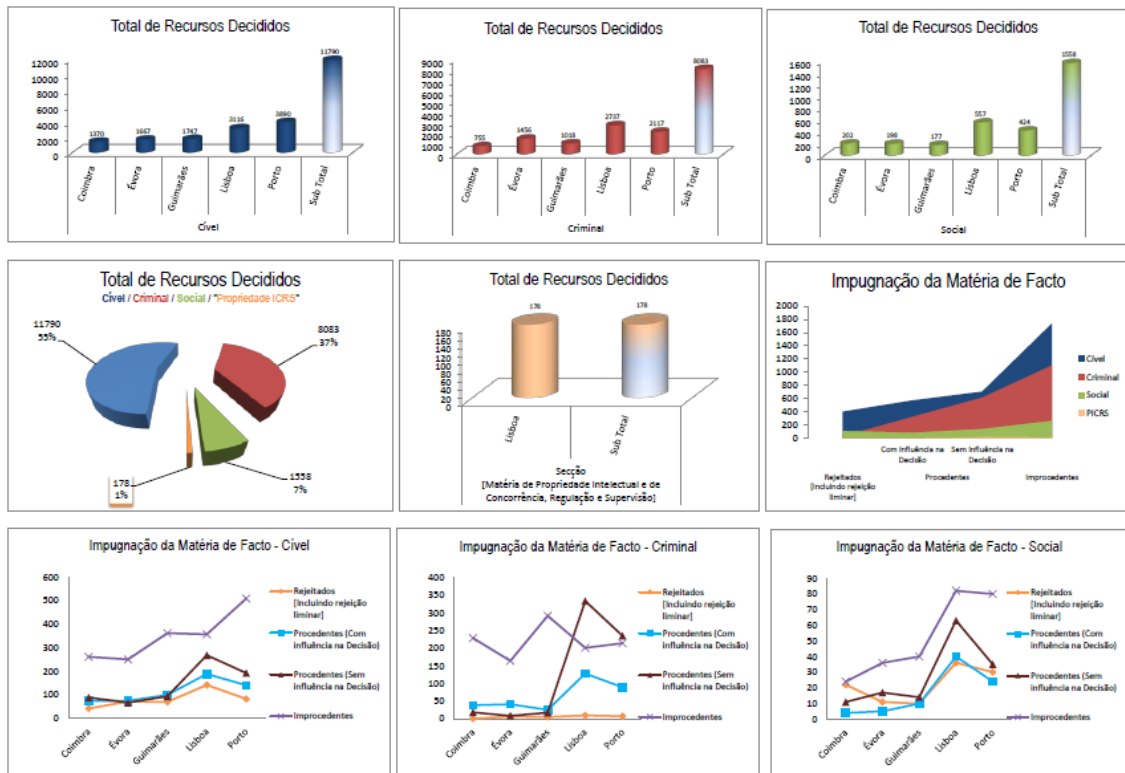 Total de Recursos Decididos
12000
10000
8000
6000
4000
2000
0
1370
1667
1747
3116
3890
11790
Coimbra
Évora
Guimarães
Lisboa
Porto
Sub Total
Cível
Total de Recursos Decididos
9000
8000
7000
6000
5000
4000
3000
2000
1000
0
755
1456
1018
2737
2117
8083
Coimbra
Évora
Guimarães
Lisboa
Porto
Sub Total
Criminal
Total de Recursos Decididos
1600
1400
1200
1000
800
600
400
200
0
202
198
177
557
424
1558
Coimbra
Évora
Guimarães
Lisboa
Porto
Sub Total
Social
Total de Recursos Decididos
Cível / Criminal / Social / "Propriedade ICRS"
11790
55%
8083
37%
1558
7%
178
1%
Total de Recursos Decididos
180
160
140
120
100
80
60
40
20
0
178
178
Lisboa
Sub Total
Secção
[Matéria de Propriedade Intelectual e de
Concorrência, Regulação e Supervisão]
Impugnação da Matéria de Facto
2000
1800
1600
1400
1200
1000
800
600
400
200
0
Cível
Criminal
Social
PICRS
Com Influência na
Decisão
Sem Influência na
Decisão
Rejeitados
[Incluindo rejeição
liminar]
Procedentes
Improcedentes
Impugnação da Matéria de Facto - Cível
600
500
400
300
200
100
0
Coimbra
Évora
Guimarães
Lisboa
Porto
Rejeitados
[Incluindo rejeição
liminar]
Procedentes (Com
influência na Decisão)
Procedentes (Sem
influência na Decisão)
Improcedentes
Impugnação da Matéria de Facto - Criminal
400
350
300
250
200
150
100
50
0
Coimbra
Évora
Guimarães
Lisboa
Porto
Rejeitados
[Incluindo rejeição
liminar]
Procedentes (Com
influência na Decisão)
Procedentes (Sem
influência na Decisão)
Improcedentes
Impugnação da Matéria de Facto - Social
90
80
70
60
50
40
30
20
10
0
Coimbra
Évora
Guimarães
Lisboa
Porto
Rejeitados
[Incluindo rejeição
liminar]
Procedentes (Com
influência na Decisão)
Procedentes (Sem
influência na Decisão)
Improcedentes